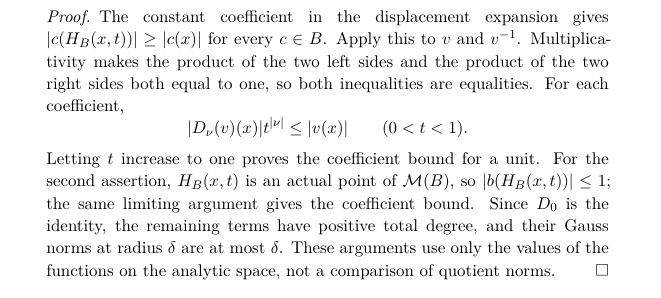 Proof. The constant coefficient in the displacement expansion gives
|c(H_B(x, t))| ≥ |c(x)| for every c ∈ B. Apply this to v and v^{-1}. Multiplica-
tivity makes the product of the two left sides and the product of the two
right sides both equal to one, so both inequalities are equalities. For each
coefficient,
|D_ν(v)(x)|t^{|ν|} ≤ |v(x)|  (0 < t < 1).
Letting t increase to one proves the coefficient bound for a unit. For the
second assertion, H_B(x, t) is an actual point of ℳ(B), so |b(H_B(x, t))| ≤ 1;
the same limiting argument gives the coefficient bound. Since D_0 is the
identity, the remaining terms have positive total degree, and their Gauss
norms at radius δ are at most δ. These arguments use only the values of the
functions on the analytic space, not a comparison of quotient norms. □